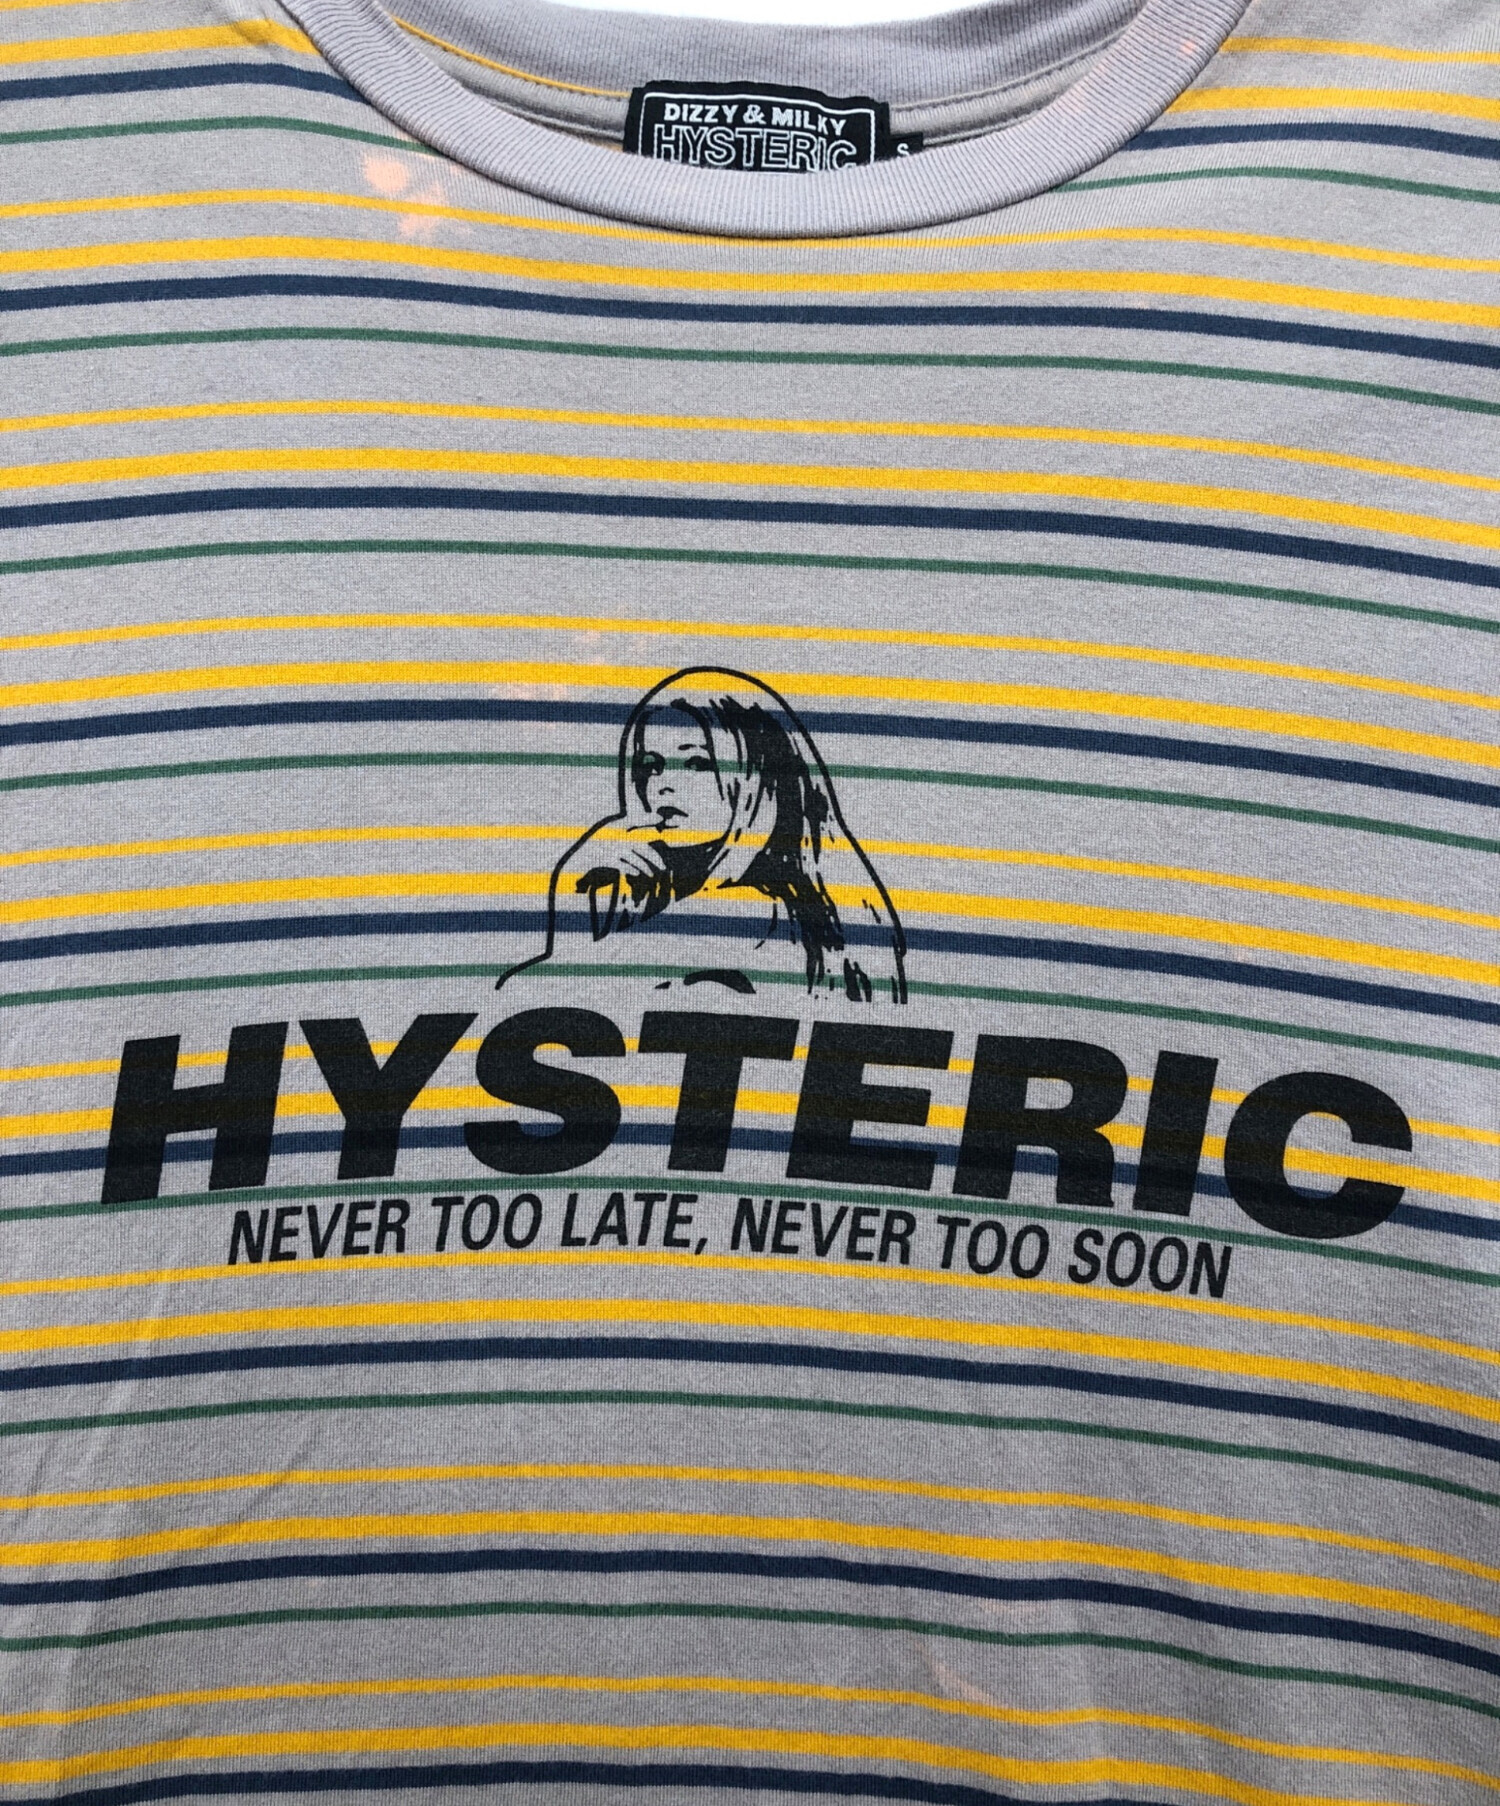 DIZZY & MILKY
HYSTERIC
S
HYSTERIC
NEVER TOO LATE, NEVER TOO SOON